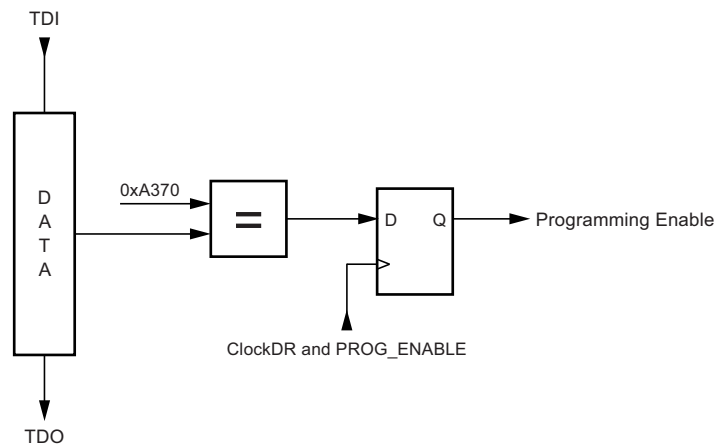 TDI
D
A
T
A
0xA370
=
D Q
Programming Enable
ClockDR and PROG_ENABLE
TDO